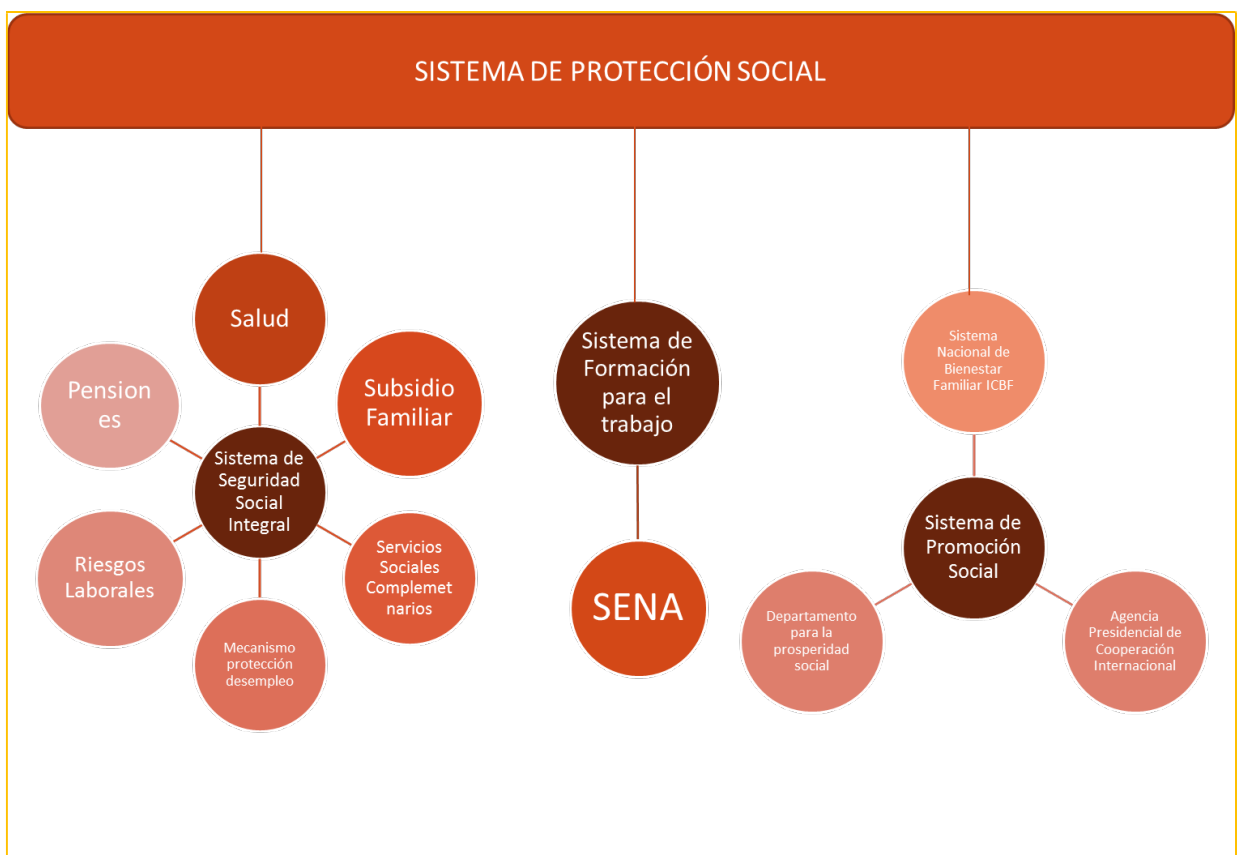 SISTEMA DE PROTECCIÓN SOCIAL
Salud
Pension
es
Subsidio
Familiar
Sistema de
Seguridad
Social
Integral
Riesgos
Laborales
Servicios
Sociales
Complemet
narios
Mecanismo
protección
desempleo
Sistema de
Formación
para el
trabajo
SENA
Sistema
Nacional de
Bienestar
Familiar ICBF
Sistema de
Promoción
Social
Departamento
para la
prosperidad
social
Agencia
Presidencial de
Cooperación
Internacional